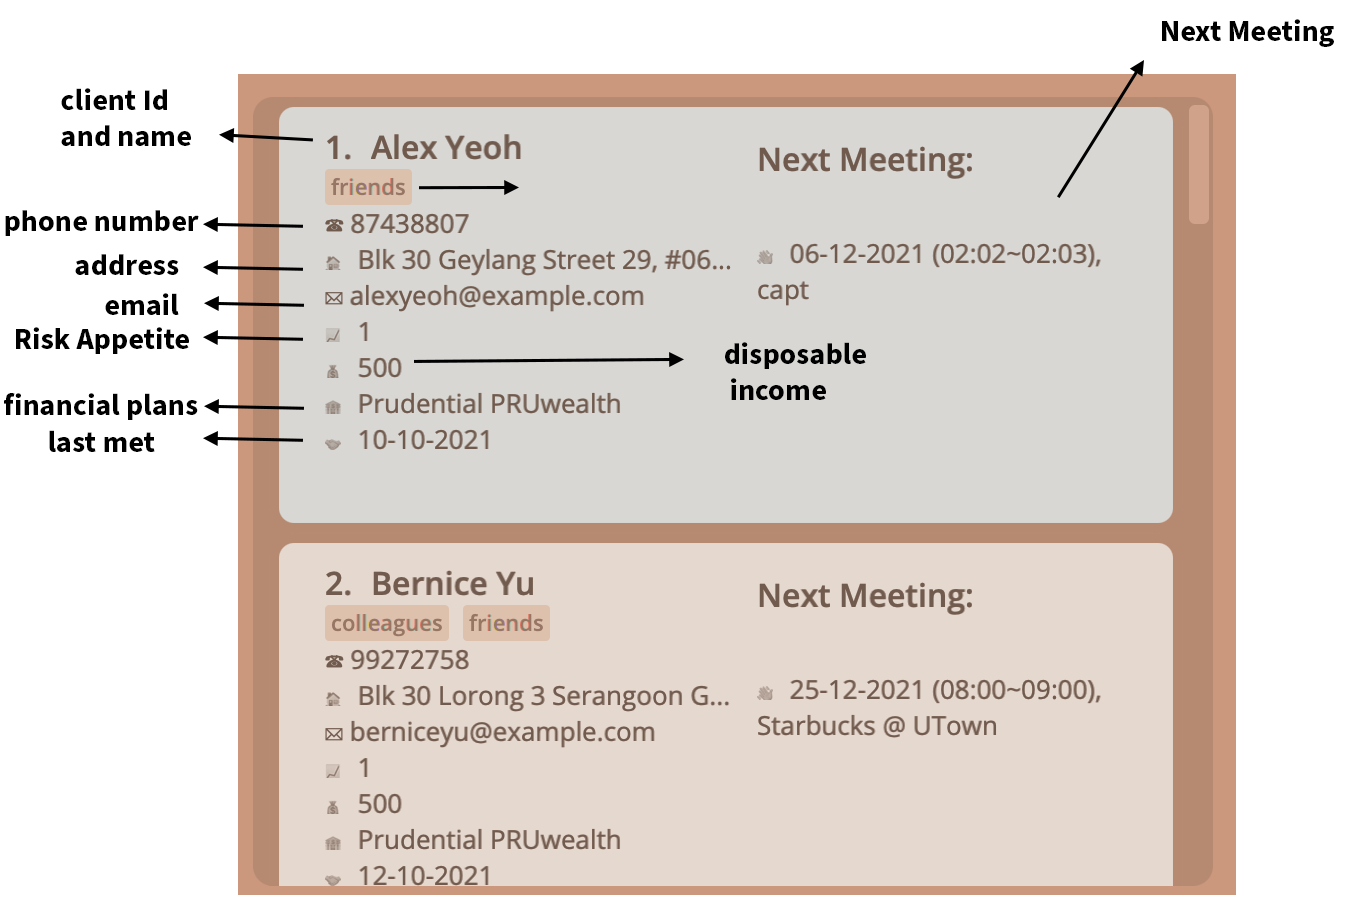 Next Meeting
client Id
and name
1. Alex Yeoh
friends
Next Meeting:
phone number
87438807
address
Blk 30 Geylang Street 29, #06...
06-12-2021 (02:02~02:03),
capt
email
alexyeoh@example.com
Risk Appetite
1
500
disposable
income
financial plans
Prudential PRUwealth
last met
10-10-2021
2. Bernice Yu
colleagues friends
Next Meeting:
99272758
Blk 30 Lorong 3 Serangoon G...
25-12-2021 (08:00~09:00),
Starbucks @ UTown
berniceyu@example.com
1
500
Prudential PRUwealth
12-10-2021